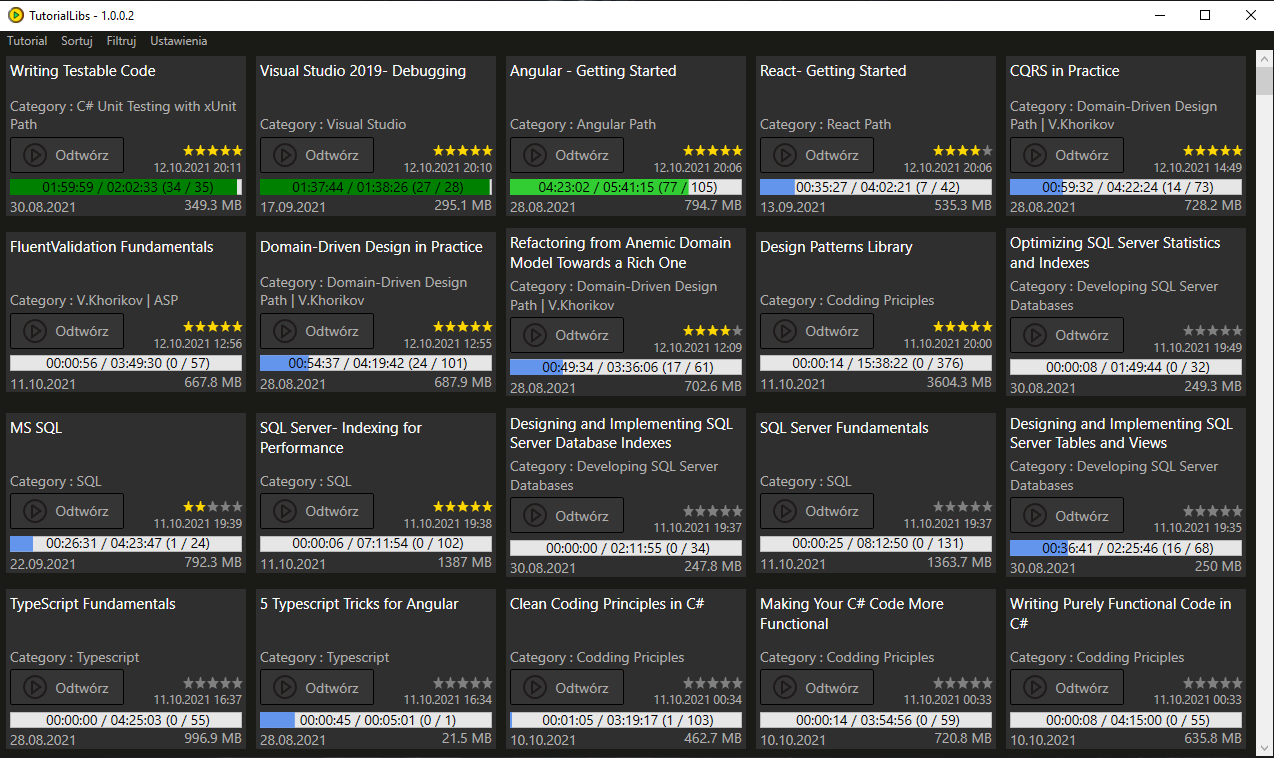 TutorialLibs - 1.0.0.2
Tutorial Sortuj Filtruj Ustawienia
Writing Testable Code
Category : C# Unit Testing with xUnit
Path
Odtwórz
12.10.2021 20:11
01:59:59 / 02:02:33 (34 / 35)
30.08.2021 349.3 MB
Visual Studio 2019- Debugging
Category : Visual Studio
Odtwórz
12.10.2021 20:10
01:37:44 / 01:38:26 (27 / 28)
17.09.2021 295.1 MB
Angular - Getting Started
Category : Angular Path
Odtwórz
12.10.2021 20:06
04:23:02 / 05:41:15 (77 / 105)
28.08.2021 794.7 MB
React- Getting Started
Category : React Path
Odtwórz
12.10.2021 20:06
00:35:27 / 04:02:21 (7 / 42)
13.09.2021 535.3 MB
CQRS in Practice
Category : Domain-Driven Design
Path | V.Khorikov
Odtwórz
12.10.2021 14:49
00:59:32 / 04:22:24 (14 / 73)
28.08.2021 728.2 MB
FluentValidation Fundamentals
Category : V.Khorikov | ASP
Odtwórz
12.10.2021 12:56
00:00:56 / 03:49:30 (0 / 57)
11.10.2021 667.8 MB
Domain-Driven Design in Practice
Category : Domain-Driven Design
Path | V.Khorikov
Odtwórz
12.10.2021 12:55
00:54:37 / 04:19:42 (24 / 101)
28.08.2021 687.9 MB
Refactoring from Anemic Domain
Model Towards a Rich One
Category : Domain-Driven Design
Path | V.Khorikov
Odtwórz
12.10.2021 12:09
00:49:34 / 03:36:06 (17 / 61)
28.08.2021 702.6 MB
Design Patterns Library
Category : Codding Priciples
Odtwórz
11.10.2021 20:00
00:00:14 / 15:38:22 (0 / 376)
11.10.2021 3604.3 MB
Optimizing SQL Server Statistics
and Indexes
Category : Developing SQL Server
Databases
Odtwórz
11.10.2021 19:49
00:00:08 / 01:49:44 (0 / 32)
30.08.2021 249.3 MB
MS SQL
Category : SQL
Odtwórz
11.10.2021 19:39
00:26:31 / 04:23:47 (1 / 24)
22.09.2021 792.3 MB
SQL Server- Indexing for
Performance
Category : SQL
Odtwórz
11.10.2021 19:38
00:00:06 / 07:11:54 (0 / 102)
11.10.2021 1387 MB
Designing and Implementing SQL
Server Database Indexes
Category : Developing SQL Server
Databases
Odtwórz
11.10.2021 19:37
00:00:00 / 02:11:55 (0 / 34)
30.08.2021 247.8 MB
SQL Server Fundamentals
Category : SQL
Odtwórz
11.10.2021 19:37
00:00:25 / 08:12:50 (0 / 131)
11.10.2021 1363.7 MB
Designing and Implementing SQL
Server Tables and Views
Category : Developing SQL Server
Databases
Odtwórz
11.10.2021 19:35
00:36:41 / 02:25:46 (16 / 68)
30.08.2021 250 MB
TypeScript Fundamentals
Category : Typescript
Odtwórz
11.10.2021 16:37
00:00:00 / 04:25:03 (0 / 55)
28.08.2021 996.9 MB
5 Typescript Tricks for Angular
Category : Typescript
Odtwórz
11.10.2021 16:34
00:00:45 / 00:05:01 (0 / 1)
28.08.2021 21.5 MB
Clean Coding Principles in C#
Category : Codding Priciples
Odtwórz
11.10.2021 00:34
00:01:05 / 03:19:17 (1 / 103)
10.10.2021 462.7 MB
Making Your C# Code More
Functional
Category : Codding Priciples
Odtwórz
11.10.2021 00:33
00:00:14 / 03:54:56 (0 / 59)
10.10.2021 720.8 MB
Writing Purely Functional Code in
C#
Category : Codding Priciples
Odtwórz
11.10.2021 00:33
00:00:08 / 04:15:00 (0 / 55)
10.10.2021 635.8 MB